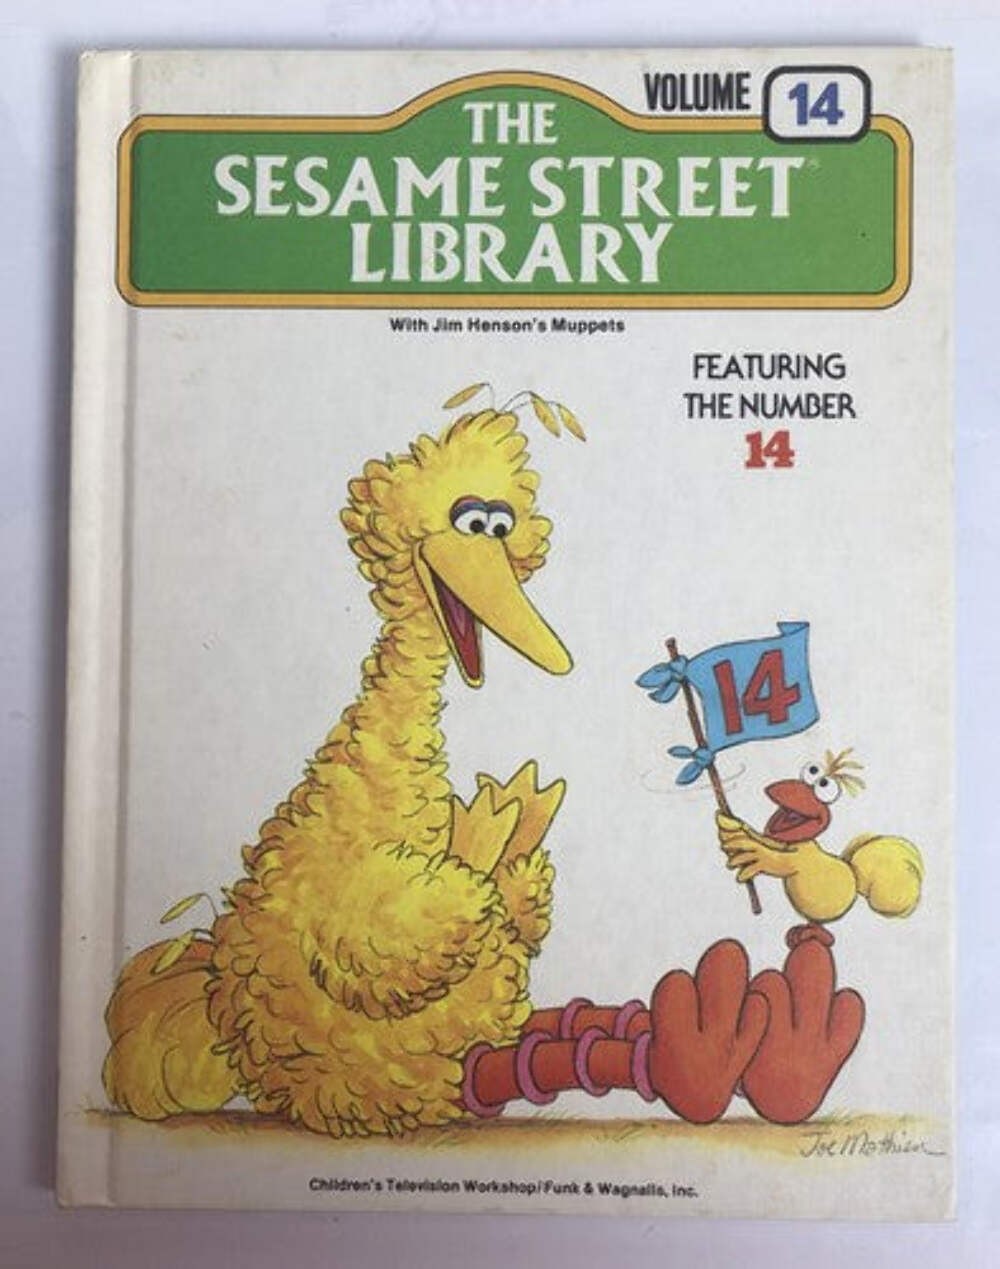 VOLUME 14
THE
SESAME STREET
LIBRARY
With Jim Henson's Muppets
FEATURING
THE NUMBER
14
14
Joe Mathieu
Children's Television Workshop/Funk & Wagnalls, Inc.